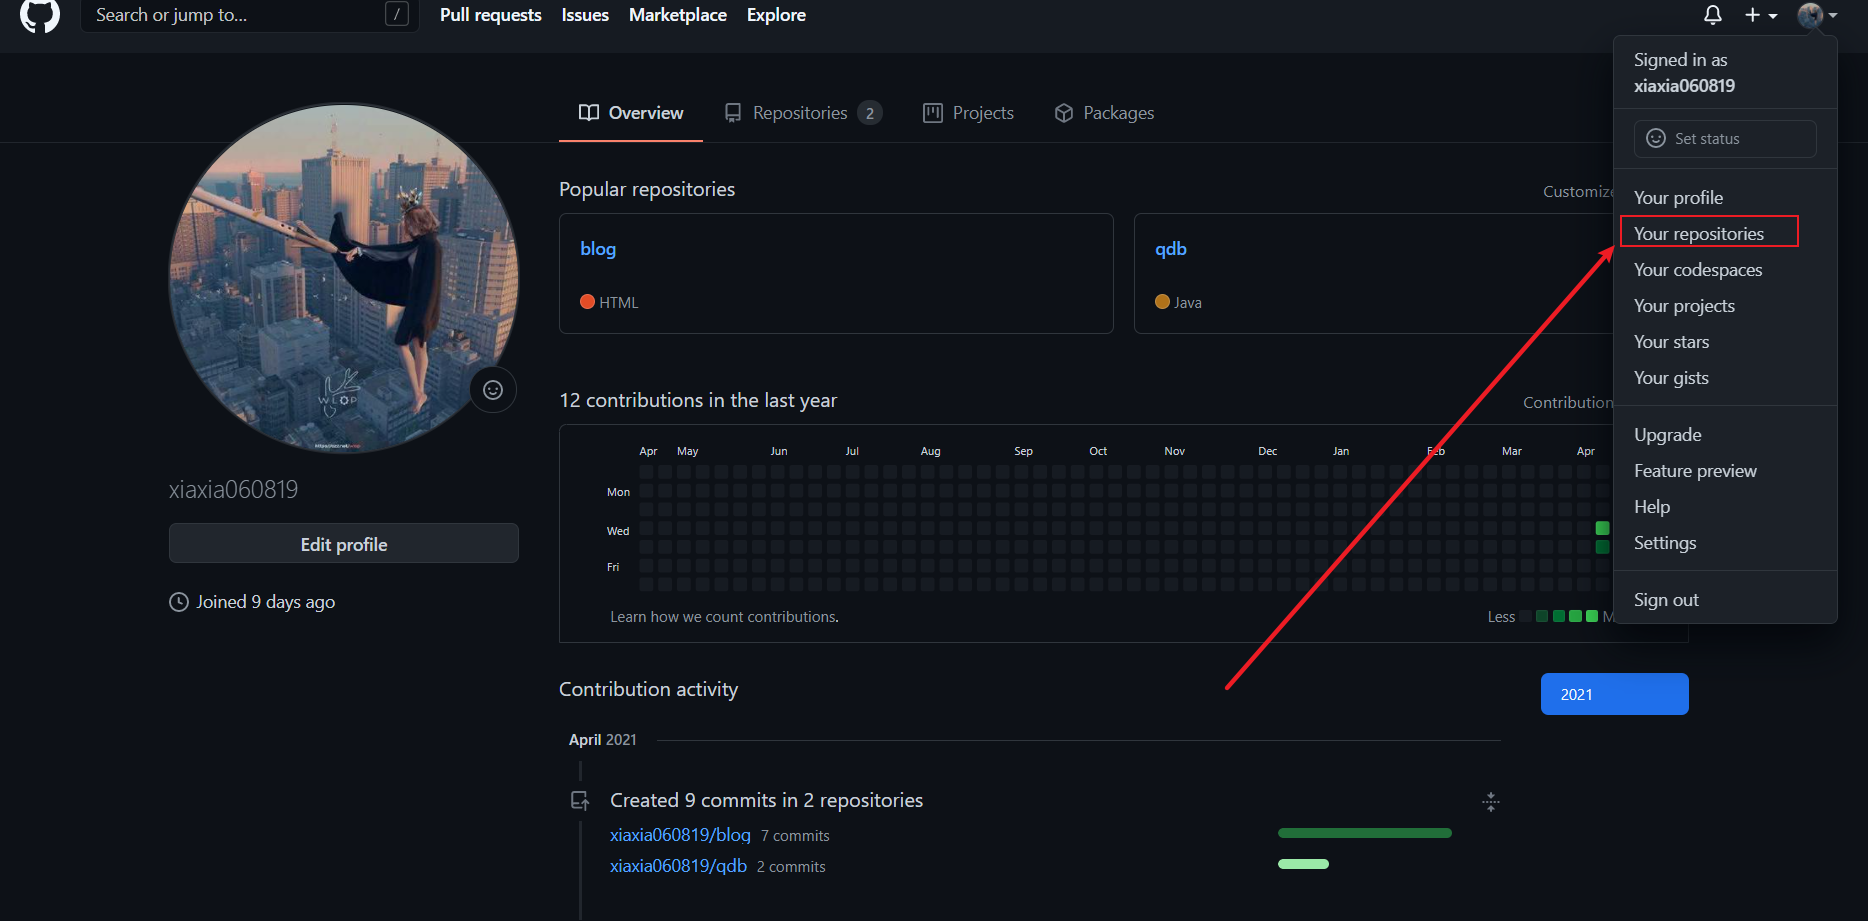 Search or jump to...
/
Pull requests
Issues
Marketplace
Explore
Signed in as
xiaxia060819
Set status
Your profile
Your repositories
Your codespaces
Your projects
Your stars
Your gists
Upgrade
Feature preview
Help
Settings
Sign out
Overview
Repositories 2
Projects
Packages
WLOP
xiaxia060819
Edit profile
Joined 9 days ago
Popular repositories
Customize
blog
HTML
qdb
Java
12 contributions in the last year
Contribution
Apr May Jun Jul Aug Sep Oct Nov Dec Jan Feb Mar Apr
Mon
Wed
Fri
Learn how we count contributions.
Less M
Contribution activity
2021
April 2021
Created 9 commits in 2 repositories
xiaxia060819/blog 7 commits
xiaxia060819/qdb 2 commits